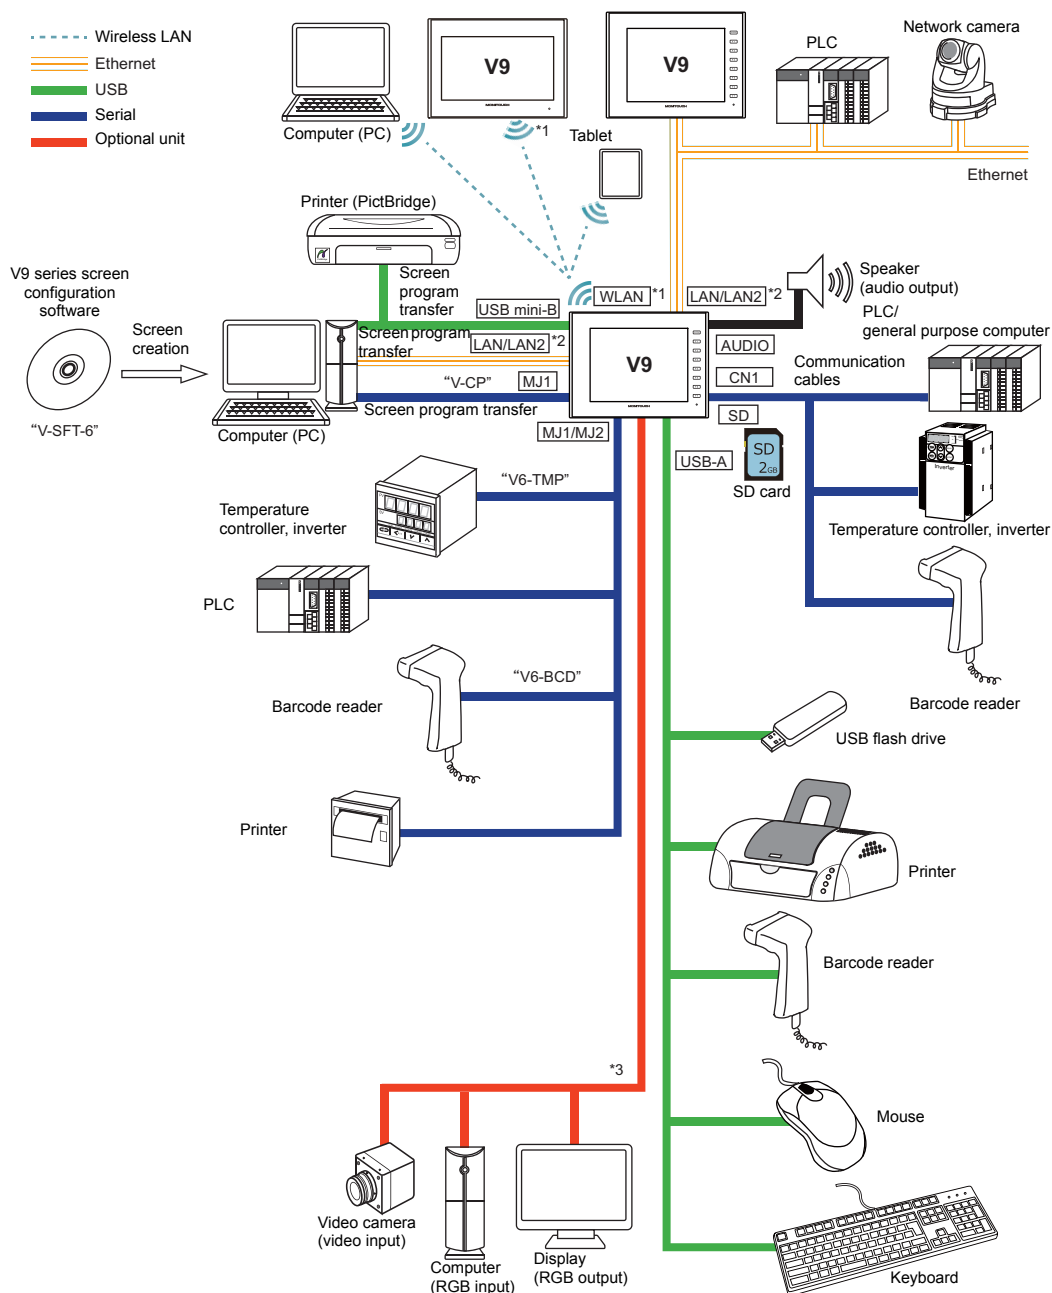 Wireless LAN
Ethernet
USB
Serial
Optional unit
Computer (PC)
V9
MONITOUCH
*1
V9
MONITOUCH
Tablet
PLC
Network camera
Ethernet
Printer (PictBridge)
Screen
program
transfer
USB mini-B
WLAN *1
LAN/LAN2 *2
Speaker
(audio output)
V9 series screen
configuration
software
"V-SFT-6"
Screen
creation
Screen program
transfer
LAN/LAN2 *2
"V-CP"
MJ1
Screen program transfer
Computer (PC)
V9
MONITOUCH
AUDIO
CN1
SD
PLC/
general purpose computer
Communication
cables
MJ1/MJ2
USB-A
SD
2GB
SD card
Inverter
Temperature controller, inverter
"V6-TMP"
Temperature
controller, inverter
PLC
"V6-BCD"
Barcode reader
Barcode reader
USB flash drive
Printer
Printer
Barcode reader
*3
Mouse
Video camera
(video input)
Computer
(RGB input)
Display
(RGB output)
Keyboard